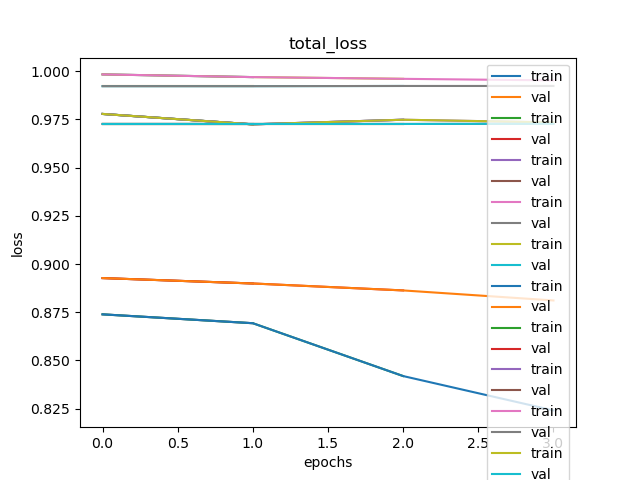 total_loss
loss
1.000
0.975
0.950
0.925
0.900
0.875
0.850
0.825
0.0
0.5
1.0
1.5
2.0
2.5
3.0
epochs
train
val
train
val
train
val
train
val
train
val
train
val
train
val
train
val
train
val
train
val